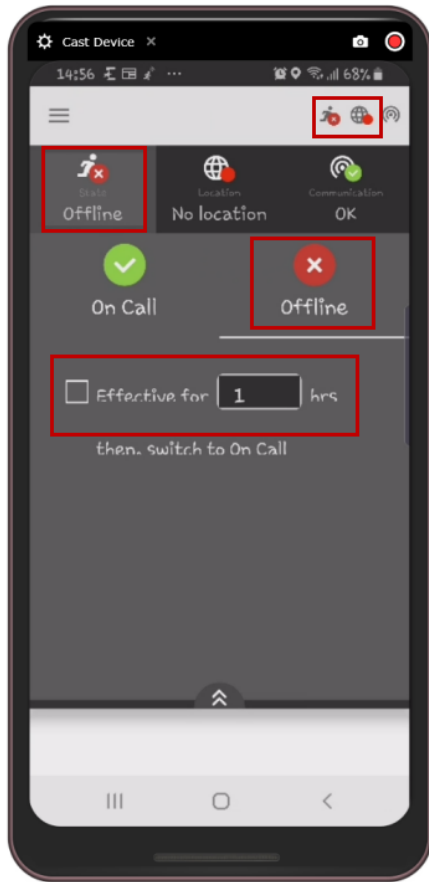 Cast Device ×
14:56 ... 68%
State Location Communication
Offline No location OK
On Call Offline
Effective for 1 hrs
then, switch to On Call